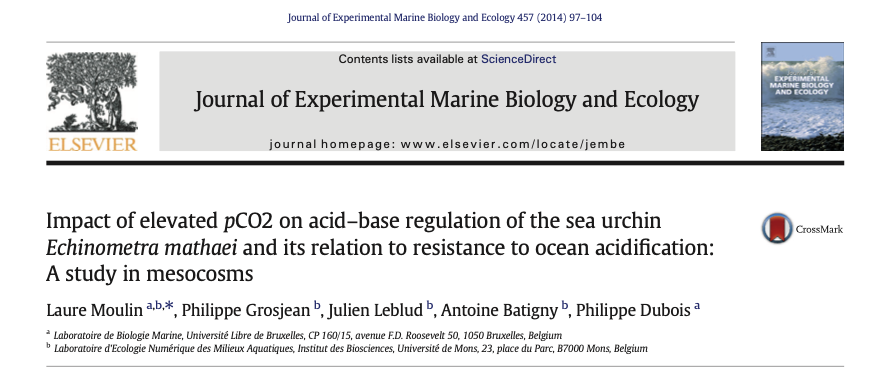 Journal of Experimental Marine Biology and Ecology 457 (2014) 97–104
Contents lists available at ScienceDirect
Journal of Experimental Marine Biology and Ecology
journal homepage: www.elsevier.com/locate/jembe
ELSEVIER
EXPERIMENTAL
MARINE BIOLOGY
AND ECOLOGY
Impact of elevated pCO2 on acid–base regulation of the sea urchin
Echinometra mathaei and its relation to resistance to ocean acidification:
A study in mesocosms
CrossMark
Laure Moulin a,b,*, Philippe Grosjean b, Julien Leblud b, Antoine Batigny b, Philippe Dubois a
a Laboratoire de Biologie Marine, Université Libre de Bruxelles, CP 160/15, avenue F.D. Roosevelt 50, 1050 Bruxelles, Belgium
b Laboratoire d'Ecologie Numérique des Milieux Aquatiques, Institut des Biosciences, Université de Mons, 23, place du Parc, B7000 Mons, Belgium